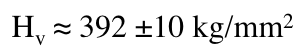 Hᵥ ≈ 392 ±10 kg/mm²